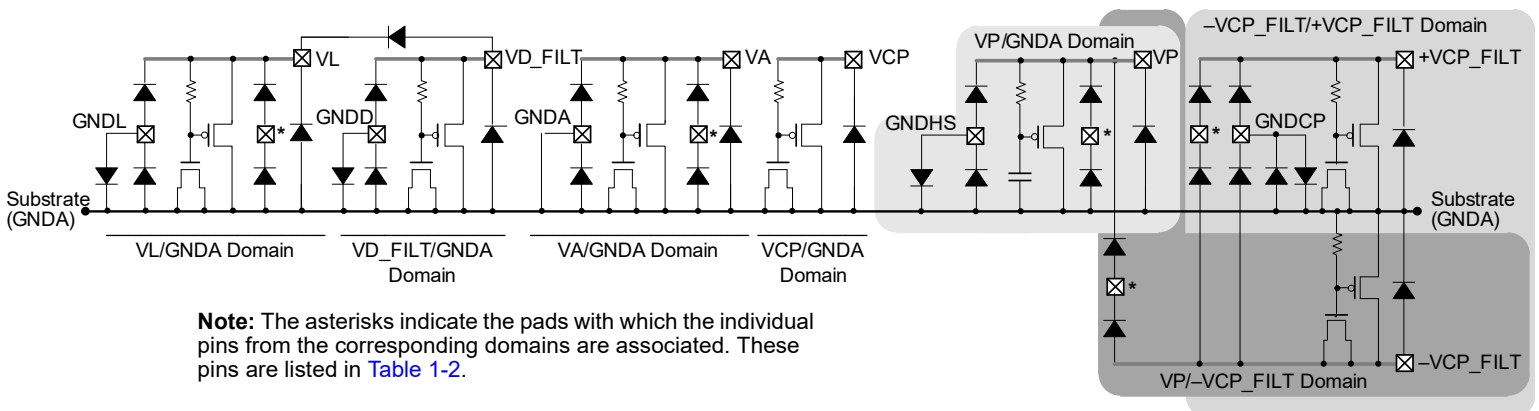 –VCP_FILT/+VCP_FILT Domain
VP/GNDA Domain
VL
VD_FILT
VA
VCP
VP
+VCP_FILT
GNDL
*
GNDD
GNDA
*
GNDHS
*
*
GNDCP
Substrate
(GNDA)
Substrate
(GNDA)
VL/GNDA Domain
VD_FILT/GNDA
Domain
VA/GNDA Domain
VCP/GNDA
Domain
*
Note: The asterisks indicate the pads with which the individual
pins from the corresponding domains are associated. These
pins are listed in Table 1-2.
–VCP_FILT
VP/–VCP_FILT Domain